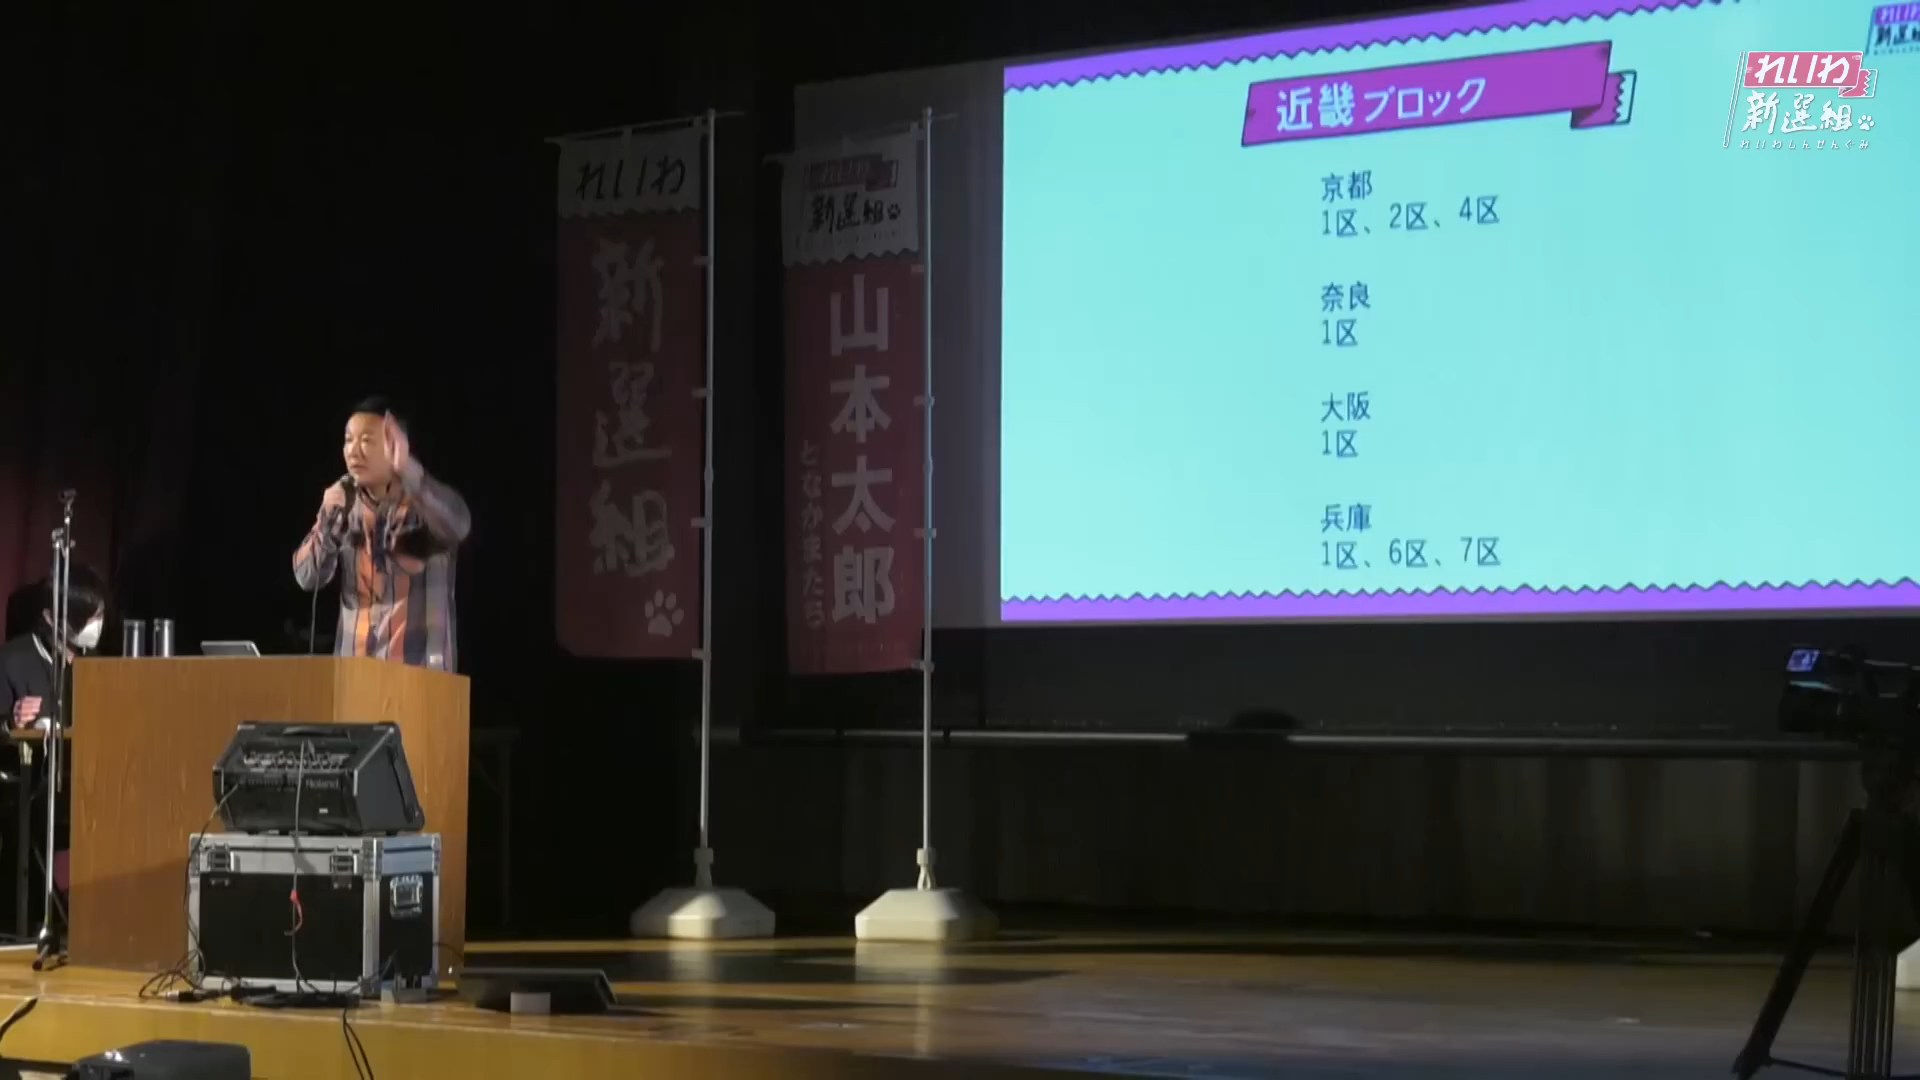 れいわ
新選組
れいわ
新選組
山本太郎
となかまたち
近畿ブロック
京都
1区、2区、4区
奈良
1区
大阪
1区
兵庫
1区、6区、7区
れいわ
新選組
れいわしんせんぐみ
Roland